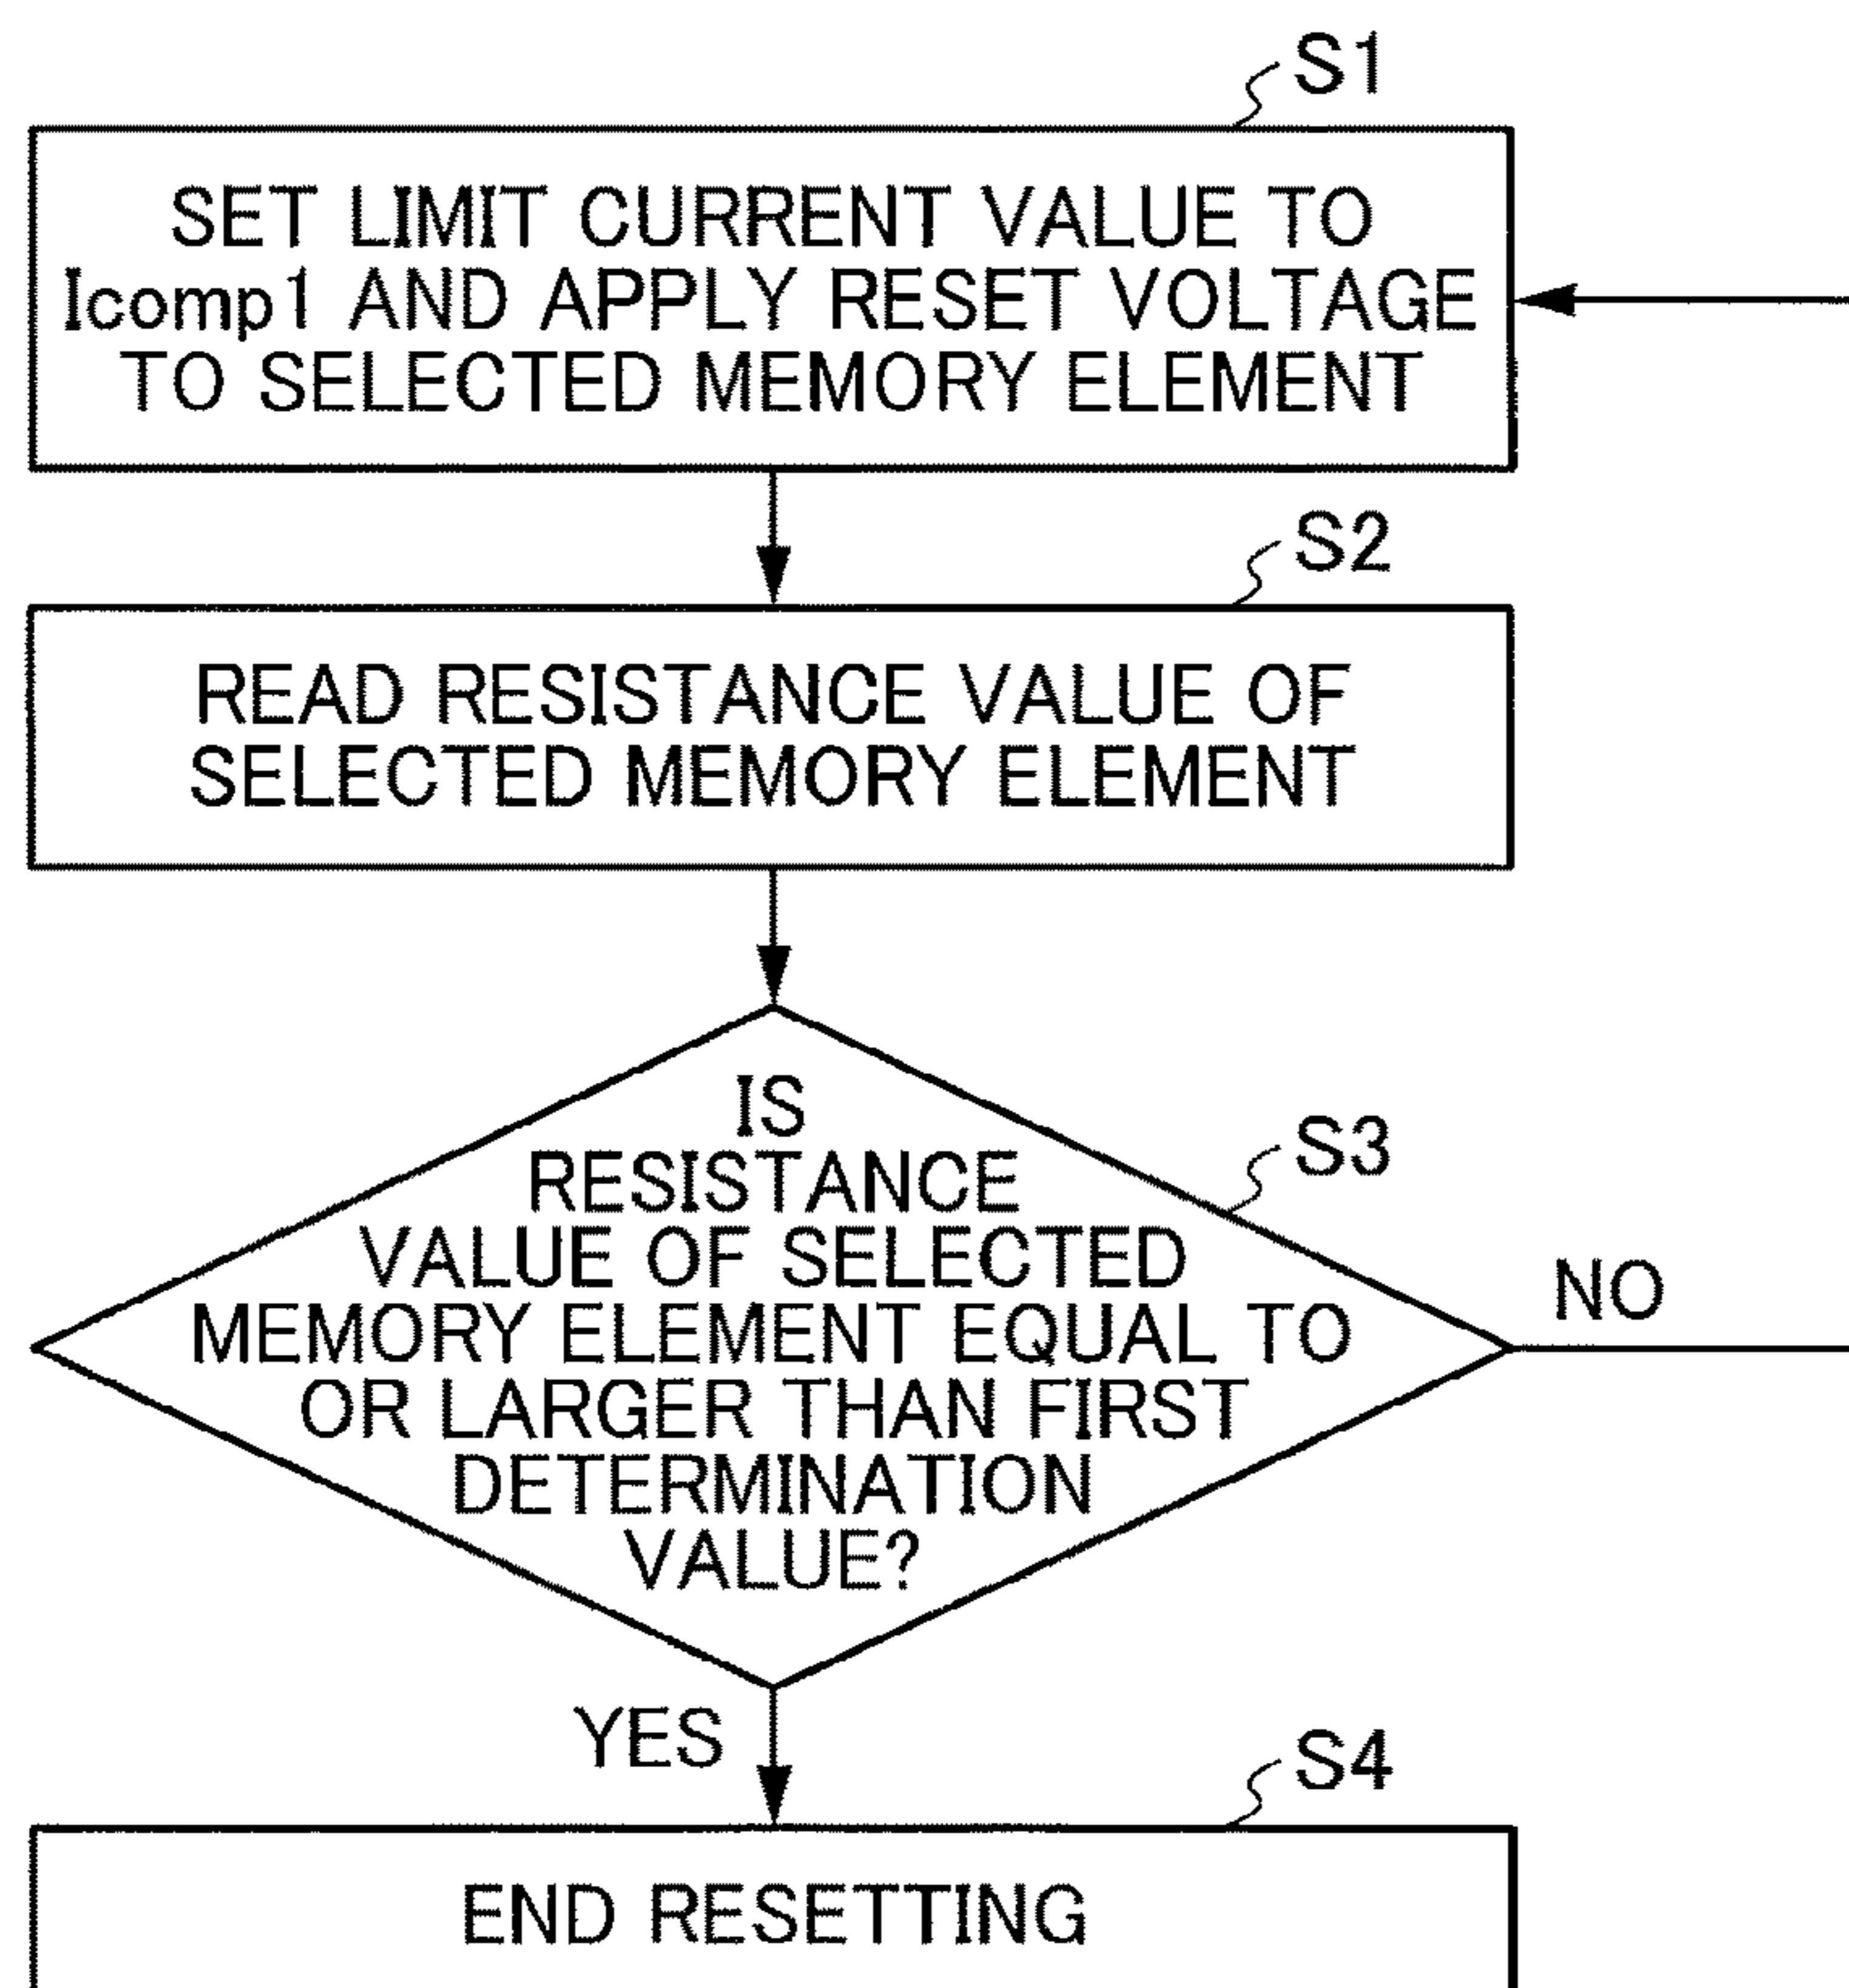 S1
SET LIMIT CURRENT VALUE TO
Icomp1 AND APPLY RESET VOLTAGE
TO SELECTED MEMORY ELEMENT
S2
READ RESISTANCE VALUE OF
SELECTED MEMORY ELEMENT
S3
IS
RESISTANCE
VALUE OF SELECTED
MEMORY ELEMENT EQUAL TO
OR LARGER THAN FIRST
DETERMINATION
VALUE?
NO
YES
S4
END RESETTING